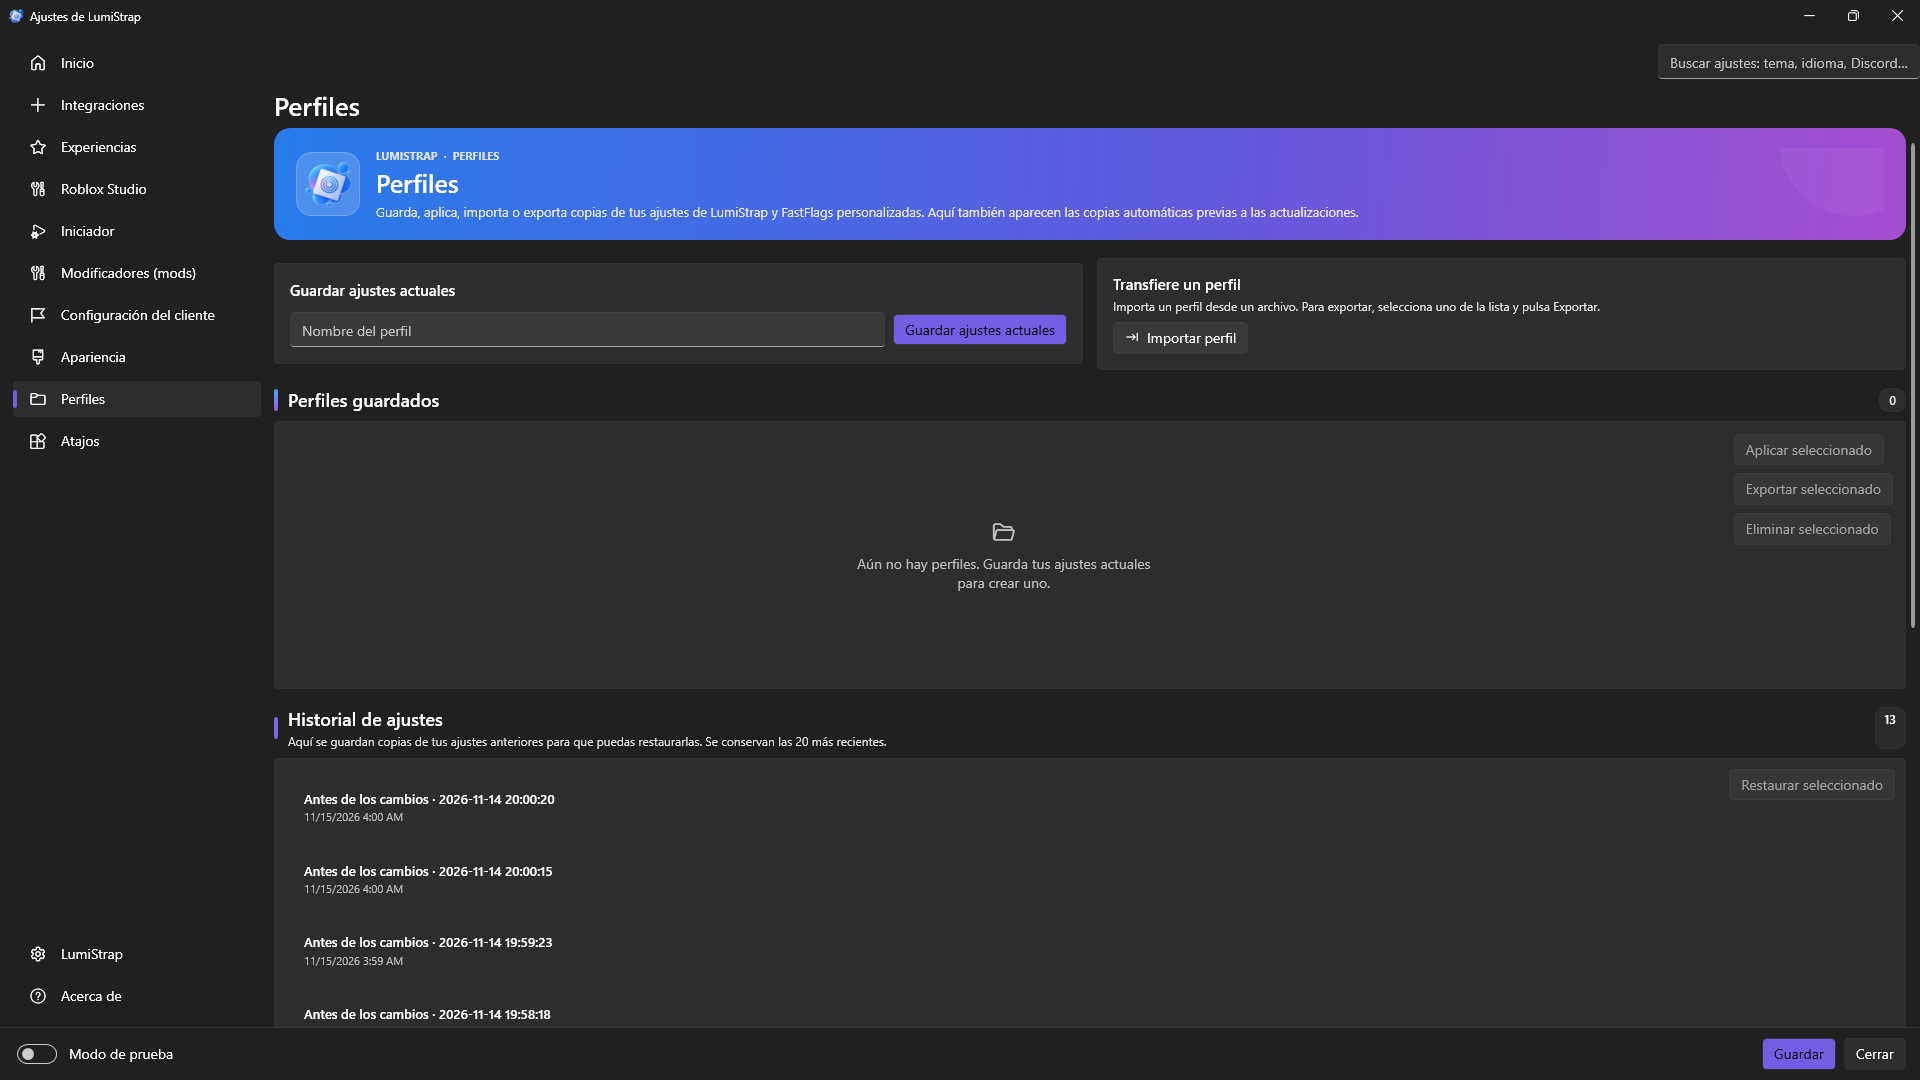 Ajustes de LumiStrap
Buscar ajustes: tema, idioma, Discord...
Inicio
Integraciones
Experiencias
Roblox Studio
Iniciador
Modificadores (mods)
Configuración del cliente
Apariencia
Perfiles
Atajos
LumiStrap
Acerca de
Perfiles
LUMISTRAP · PERFILES
Perfiles
Guarda, aplica, importa o exporta copias de tus ajustes de LumiStrap y FastFlags personalizadas. Aquí también aparecen las copias automáticas previas a las actualizaciones.
Guardar ajustes actuales
Nombre del perfil
Guardar ajustes actuales
Transfiere un perfil
Importa un perfil desde un archivo. Para exportar, selecciona uno de la lista y pulsa Exportar.
Importar perfil
Perfiles guardados
0
Aplicar seleccionado
Exportar seleccionado
Eliminar seleccionado
Aún no hay perfiles. Guarda tus ajustes actuales
para crear uno.
Historial de ajustes
13
Aquí se guardan copias de tus ajustes anteriores para que puedas restaurarlas. Se conservan las 20 más recientes.
Restaurar seleccionado
Antes de los cambios · 2026-11-14 20:00:20
11/15/2026 4:00 AM
Antes de los cambios · 2026-11-14 20:00:15
11/15/2026 4:00 AM
Antes de los cambios · 2026-11-14 19:59:23
11/15/2026 3:59 AM
Antes de los cambios · 2026-11-14 19:58:18
Modo de prueba
Guardar
Cerrar